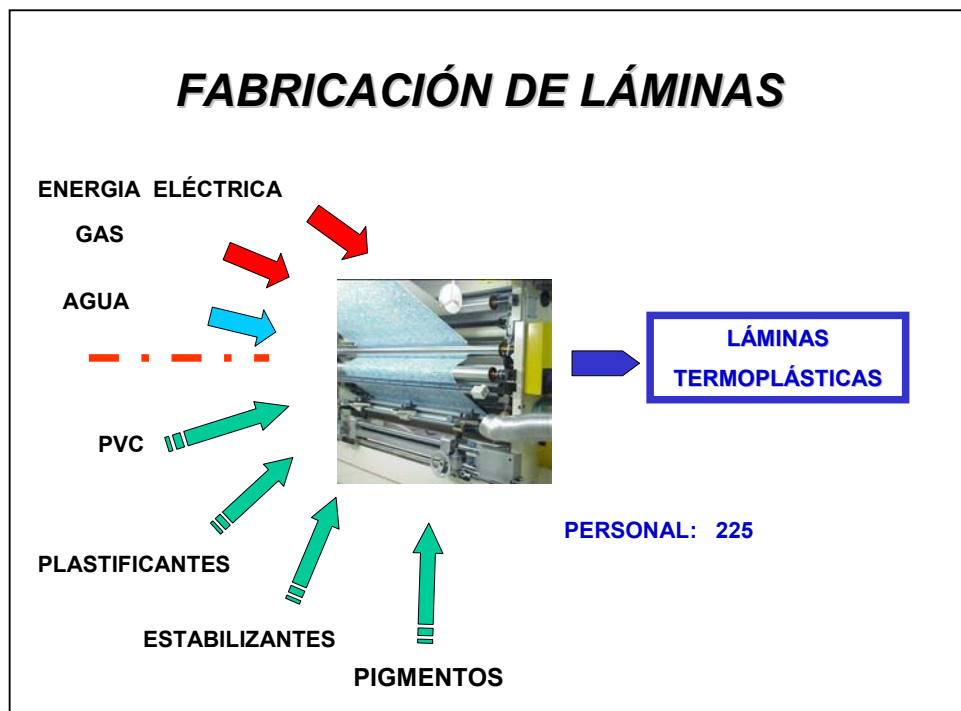 FABRICACIÓN DE LÁMINAS
ENERGIA ELÉCTRICA
GAS
AGUA
LÁMINAS
TERMOPLÁSTICAS
PVC
PERSONAL: 225
PLASTIFICANTES
ESTABILIZANTES
PIGMENTOS